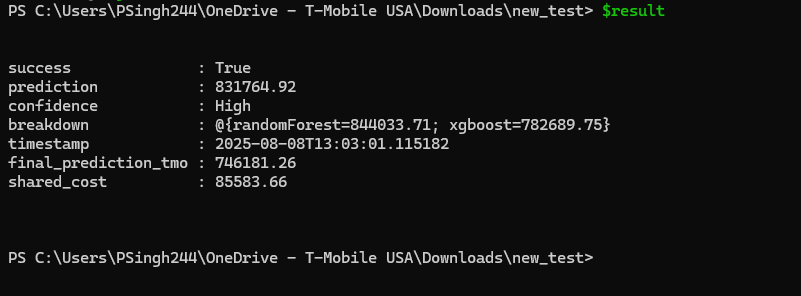 PS C:\Users\PSingh244\OneDrive - T-Mobile USA\Downloads\new_test> $result
success : True
prediction : 831764.92
confidence : High
breakdown : @{randomForest=844033.71; xgboost=782689.75}
timestamp : 2025-08-08T13:03:01.115182
final_prediction_tmo : 746181.26
shared_cost : 85583.66
PS C:\Users\PSingh244\OneDrive - T-Mobile USA\Downloads\new_test>